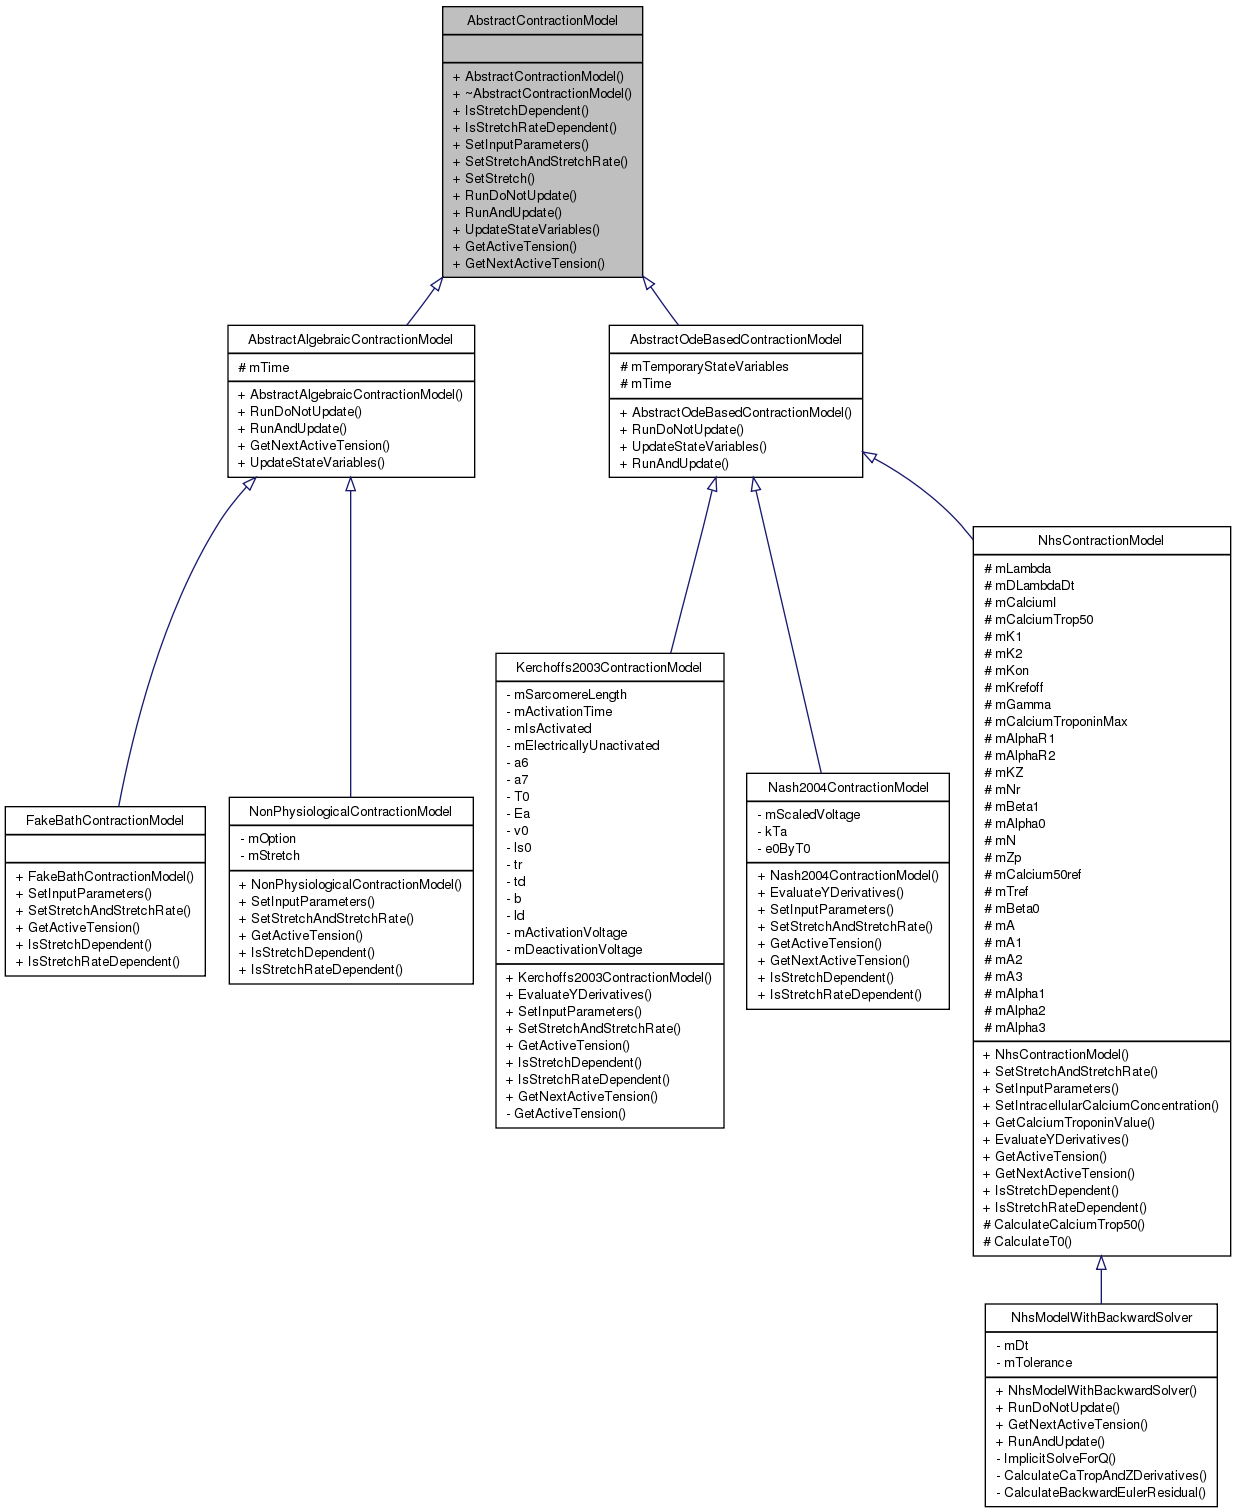 AbstractContractionModel
+ AbstractContractionModel()
+ ~AbstractContractionModel()
+ IsStretchDependent()
+ IsStretchRateDependent()
+ SetInputParameters()
+ SetStretchAndStretchRate()
+ SetStretch()
+ RunDoNotUpdate()
+ RunAndUpdate()
+ UpdateStateVariables()
+ GetActiveTension()
+ GetNextActiveTension()
AbstractAlgebraicContractionModel
# mTime
+ AbstractAlgebraicContractionModel()
+ RunDoNotUpdate()
+ RunAndUpdate()
+ GetNextActiveTension()
+ UpdateStateVariables()
AbstractOdeBasedContractionModel
# mTemporaryStateVariables
# mTime
+ AbstractOdeBasedContractionModel()
+ RunDoNotUpdate()
+ UpdateStateVariables()
+ RunAndUpdate()
FakeBathContractionModel
+ FakeBathContractionModel()
+ SetInputParameters()
+ SetStretchAndStretchRate()
+ GetActiveTension()
+ IsStretchDependent()
+ IsStretchRateDependent()
NonPhysiologicalContractionModel
- mOption
- mStretch
+ NonPhysiologicalContractionModel()
+ SetInputParameters()
+ SetStretchAndStretchRate()
+ GetActiveTension()
+ IsStretchDependent()
+ IsStretchRateDependent()
Kerchoffs2003ContractionModel
- mSarcomereLength
- mActivationTime
- mIsActivated
- mElectricallyUnactivated
- a6
- a7
- T0
- Ea
- v0
- ls0
- tr
- td
- b
- ld
- mActivationVoltage
- mDeactivationVoltage
+ Kerchoffs2003ContractionModel()
+ EvaluateYDerivatives()
+ SetInputParameters()
+ SetStretchAndStretchRate()
+ GetActiveTension()
+ IsStretchDependent()
+ IsStretchRateDependent()
+ GetNextActiveTension()
- GetActiveTension()
Nash2004ContractionModel
- mScaledVoltage
- kTa
- e0ByT0
+ Nash2004ContractionModel()
+ EvaluateYDerivatives()
+ SetInputParameters()
+ SetStretchAndStretchRate()
+ GetActiveTension()
+ GetNextActiveTension()
+ IsStretchDependent()
+ IsStretchRateDependent()
NhsContractionModel
# mLambda
# mDLambdaDt
# mCalciumI
# mCalciumTrop50
# mK1
# mK2
# mKon
# mKrefoff
# mGamma
# mCalciumTroponinMax
# mAlphaR1
# mAlphaR2
# mKZ
# mNr
# mBeta1
# mAlpha0
# mN
# mZp
# mCalcium50ref
# mTref
# mBeta0
# mA
# mA1
# mA2
# mA3
# mAlpha1
# mAlpha2
# mAlpha3
+ NhsContractionModel()
+ SetStretchAndStretchRate()
+ SetInputParameters()
+ SetIntracellularCalciumConcentration()
+ GetCalciumTroponinValue()
+ EvaluateYDerivatives()
+ GetActiveTension()
+ GetNextActiveTension()
+ IsStretchDependent()
+ IsStretchRateDependent()
# CalculateCalciumTrop50()
# CalculateT0()
NhsModelWithBackwardSolver
- mDt
- mTolerance
+ NhsModelWithBackwardSolver()
+ RunDoNotUpdate()
+ GetNextActiveTension()
+ RunAndUpdate()
- ImplicitSolveForQ()
- CalculateCaTropAndZDerivatives()
- CalculateBackwardEulerResidual()